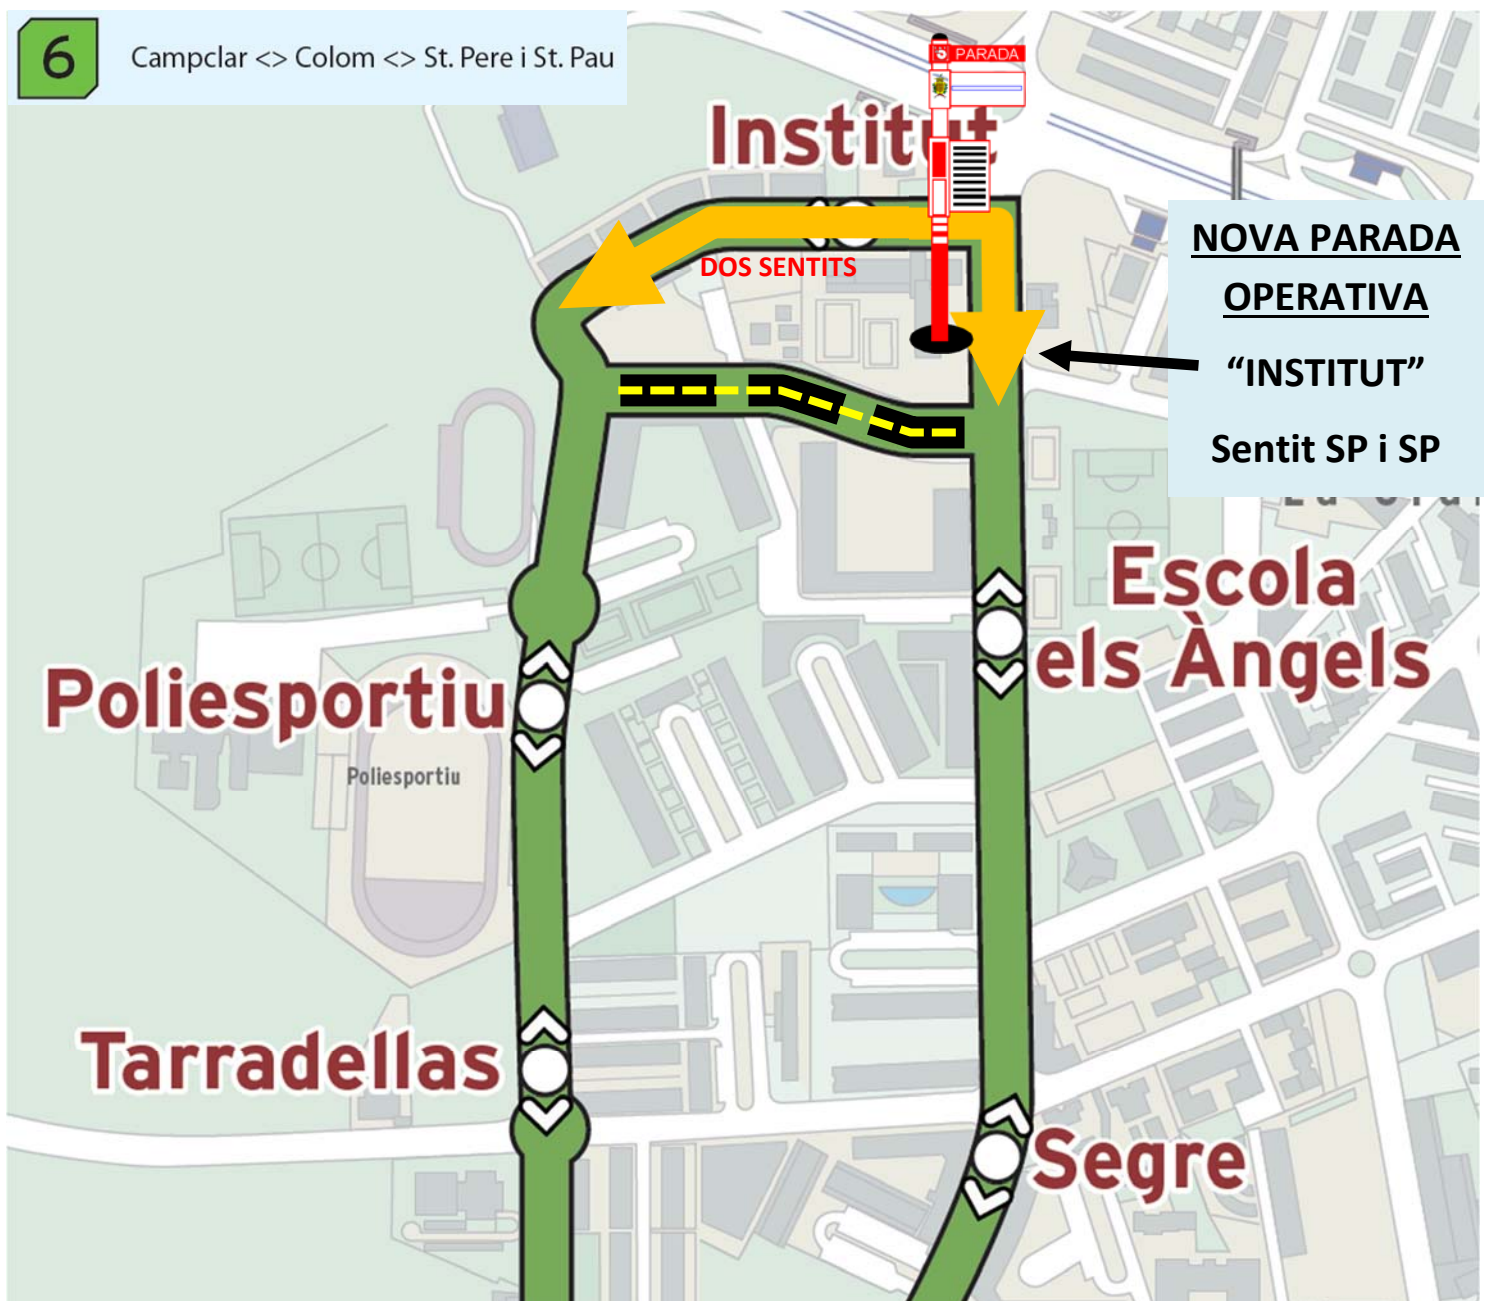 6
Campclar <> Colom <> St. Pere i St. Pau
PARADA
Institut
DOS SENTITS
NOVA PARADA
OPERATIVA
“INSTITUT”
Sentit SP i SP
Escola
els Àngels
Poliesportiu
Poliesportiu
Tarradellas
Segre